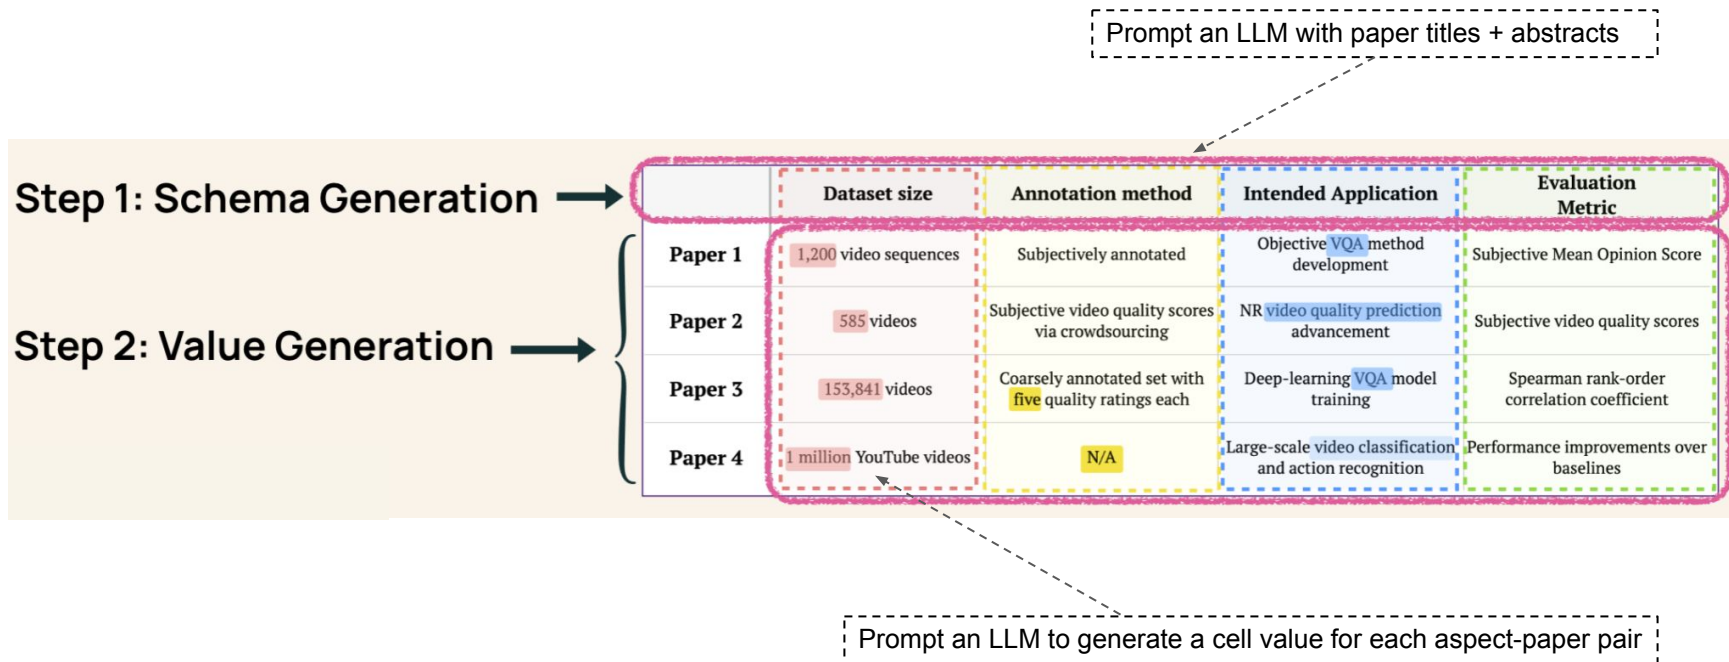 Prompt an LLM with paper titles + abstracts
Step 1: Schema Generation
Dataset size
Annotation method
Intended Application
Evaluation
Metric
Step 2: Value Generation
Paper 1
1,200 video sequences
Subjectively annotated
Objective VQA method
development
Subjective Mean Opinion Score
Paper 2
585 videos
Subjective video quality scores
via crowdsourcing
NR video quality prediction
advancement
Subjective video quality scores
Paper 3
153,841 videos
Coarsely annotated set with
five quality ratings each
Deep-learning VQA model
training
Spearman rank-order
correlation coefficient
Paper 4
1 million YouTube videos
N/A
Large-scale video classification
and action recognition
Performance improvements over
baselines
Prompt an LLM to generate a cell value for each aspect-paper pair